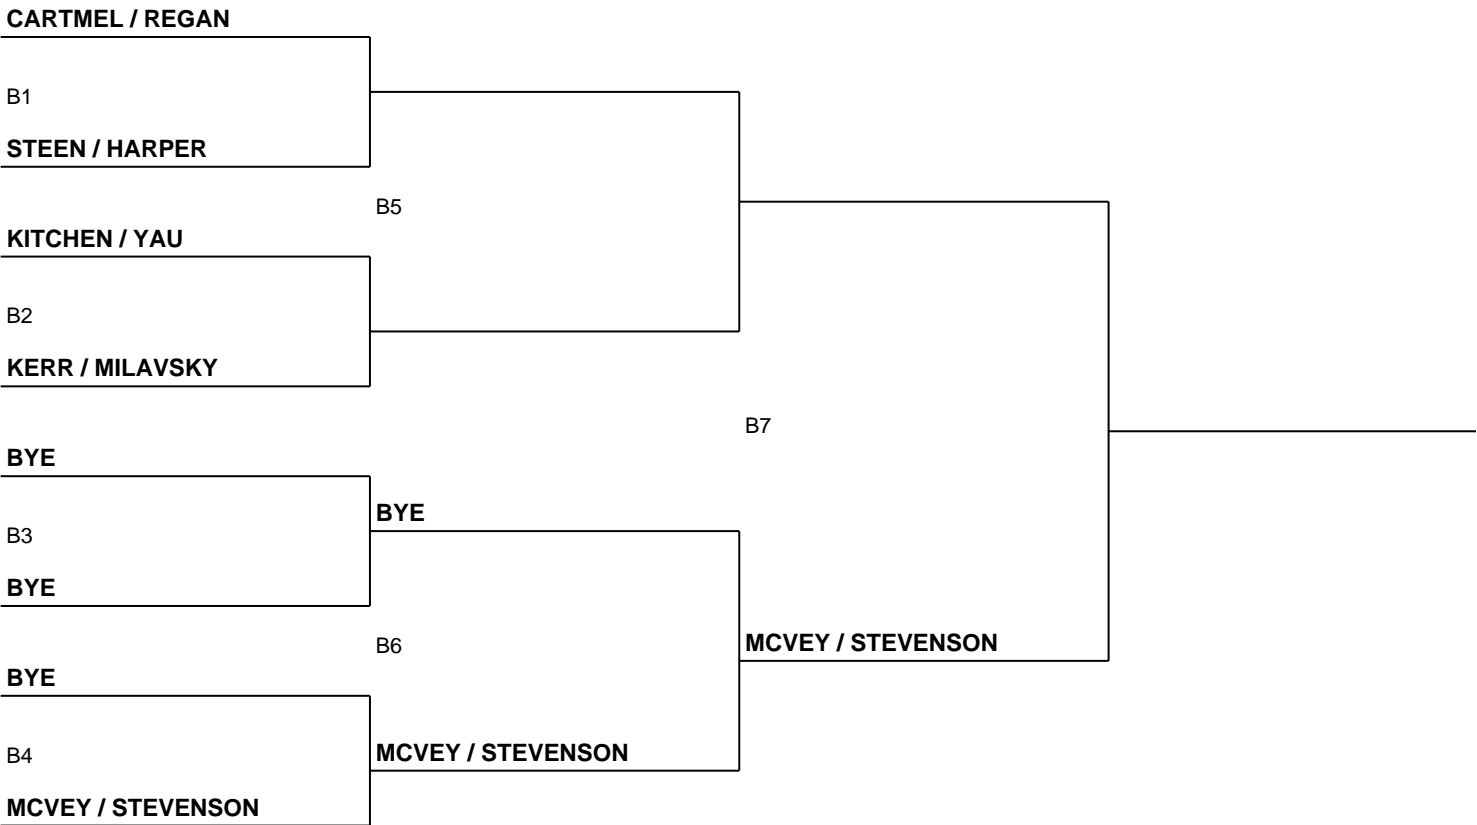 CARTMEL / REGAN
B1
STEEN / HARPER
B5
KITCHEN / YAU
B2
KERR / MILAVSKY
B7
BYE
BYE
B3
BYE
B6
MCVEY / STEVENSON
BYE
B4
MCVEY / STEVENSON
MCVEY / STEVENSON